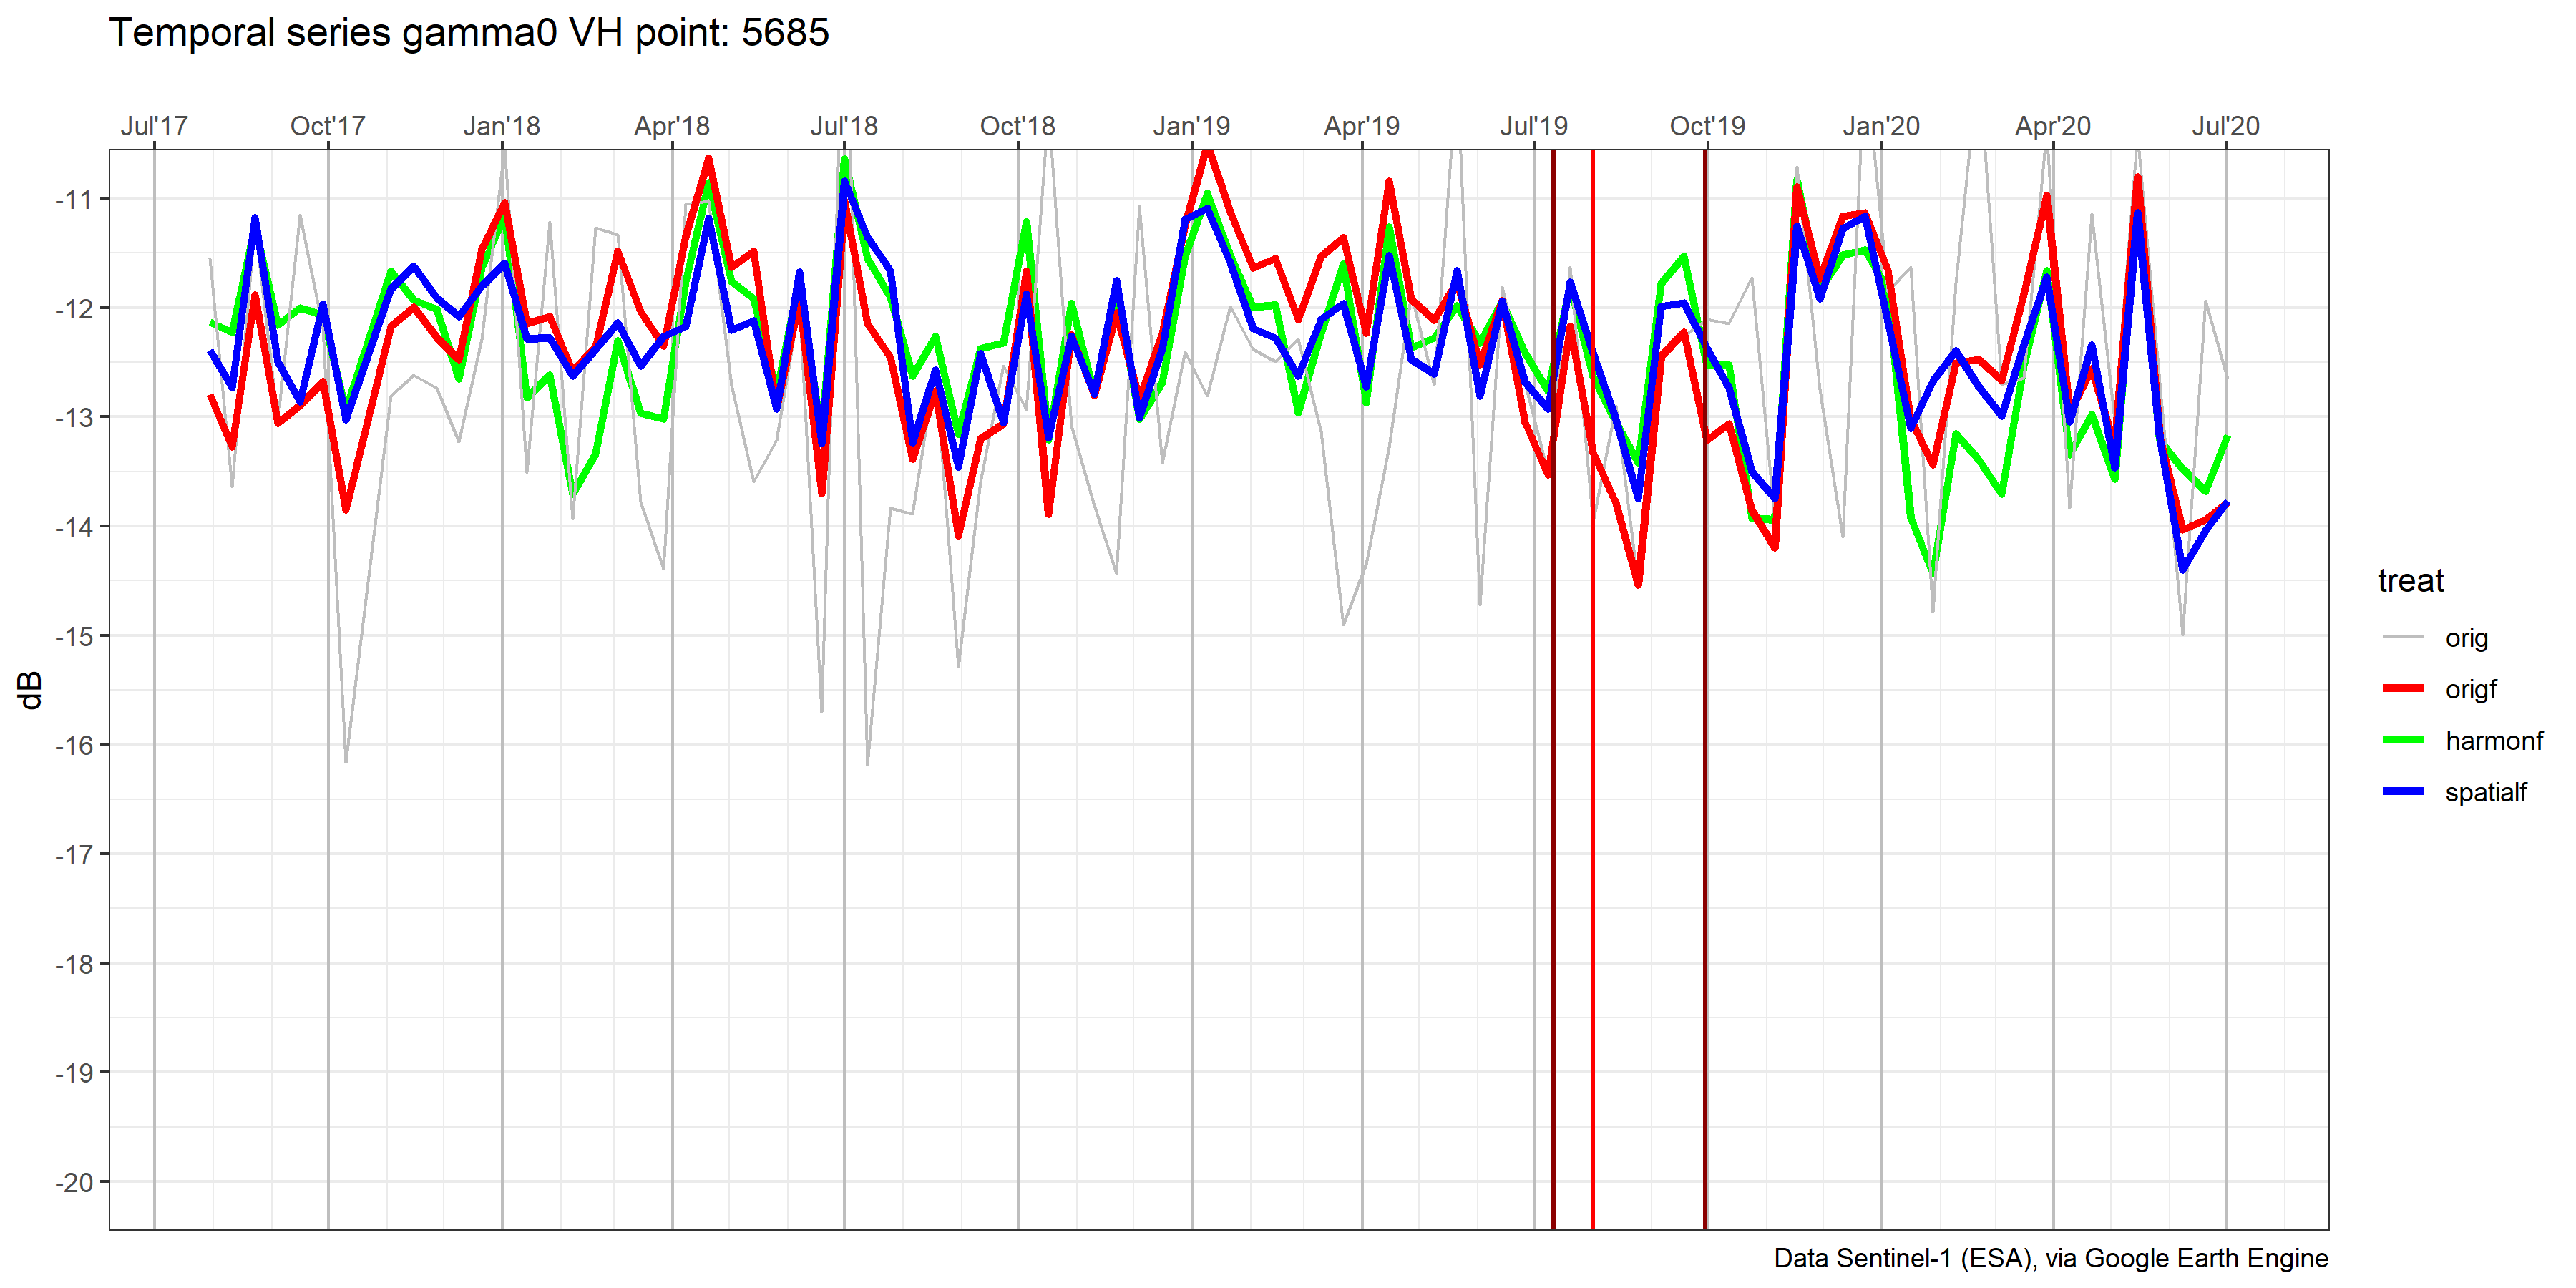 Temporal series gamma0 VH point: 5685
Jul'17 Oct'17 Jan'18 Apr'18 Jul'18 Oct'18 Jan'19 Apr'19 Jul'19 Oct'19 Jan'20 Apr'20 Jul'20
-11
-12
-13
-14
-15
-16
-17
-18
-19
-20
dB
treat
orig
origf
harmonf
spatialf
Data Sentinel-1 (ESA), via Google Earth Engine